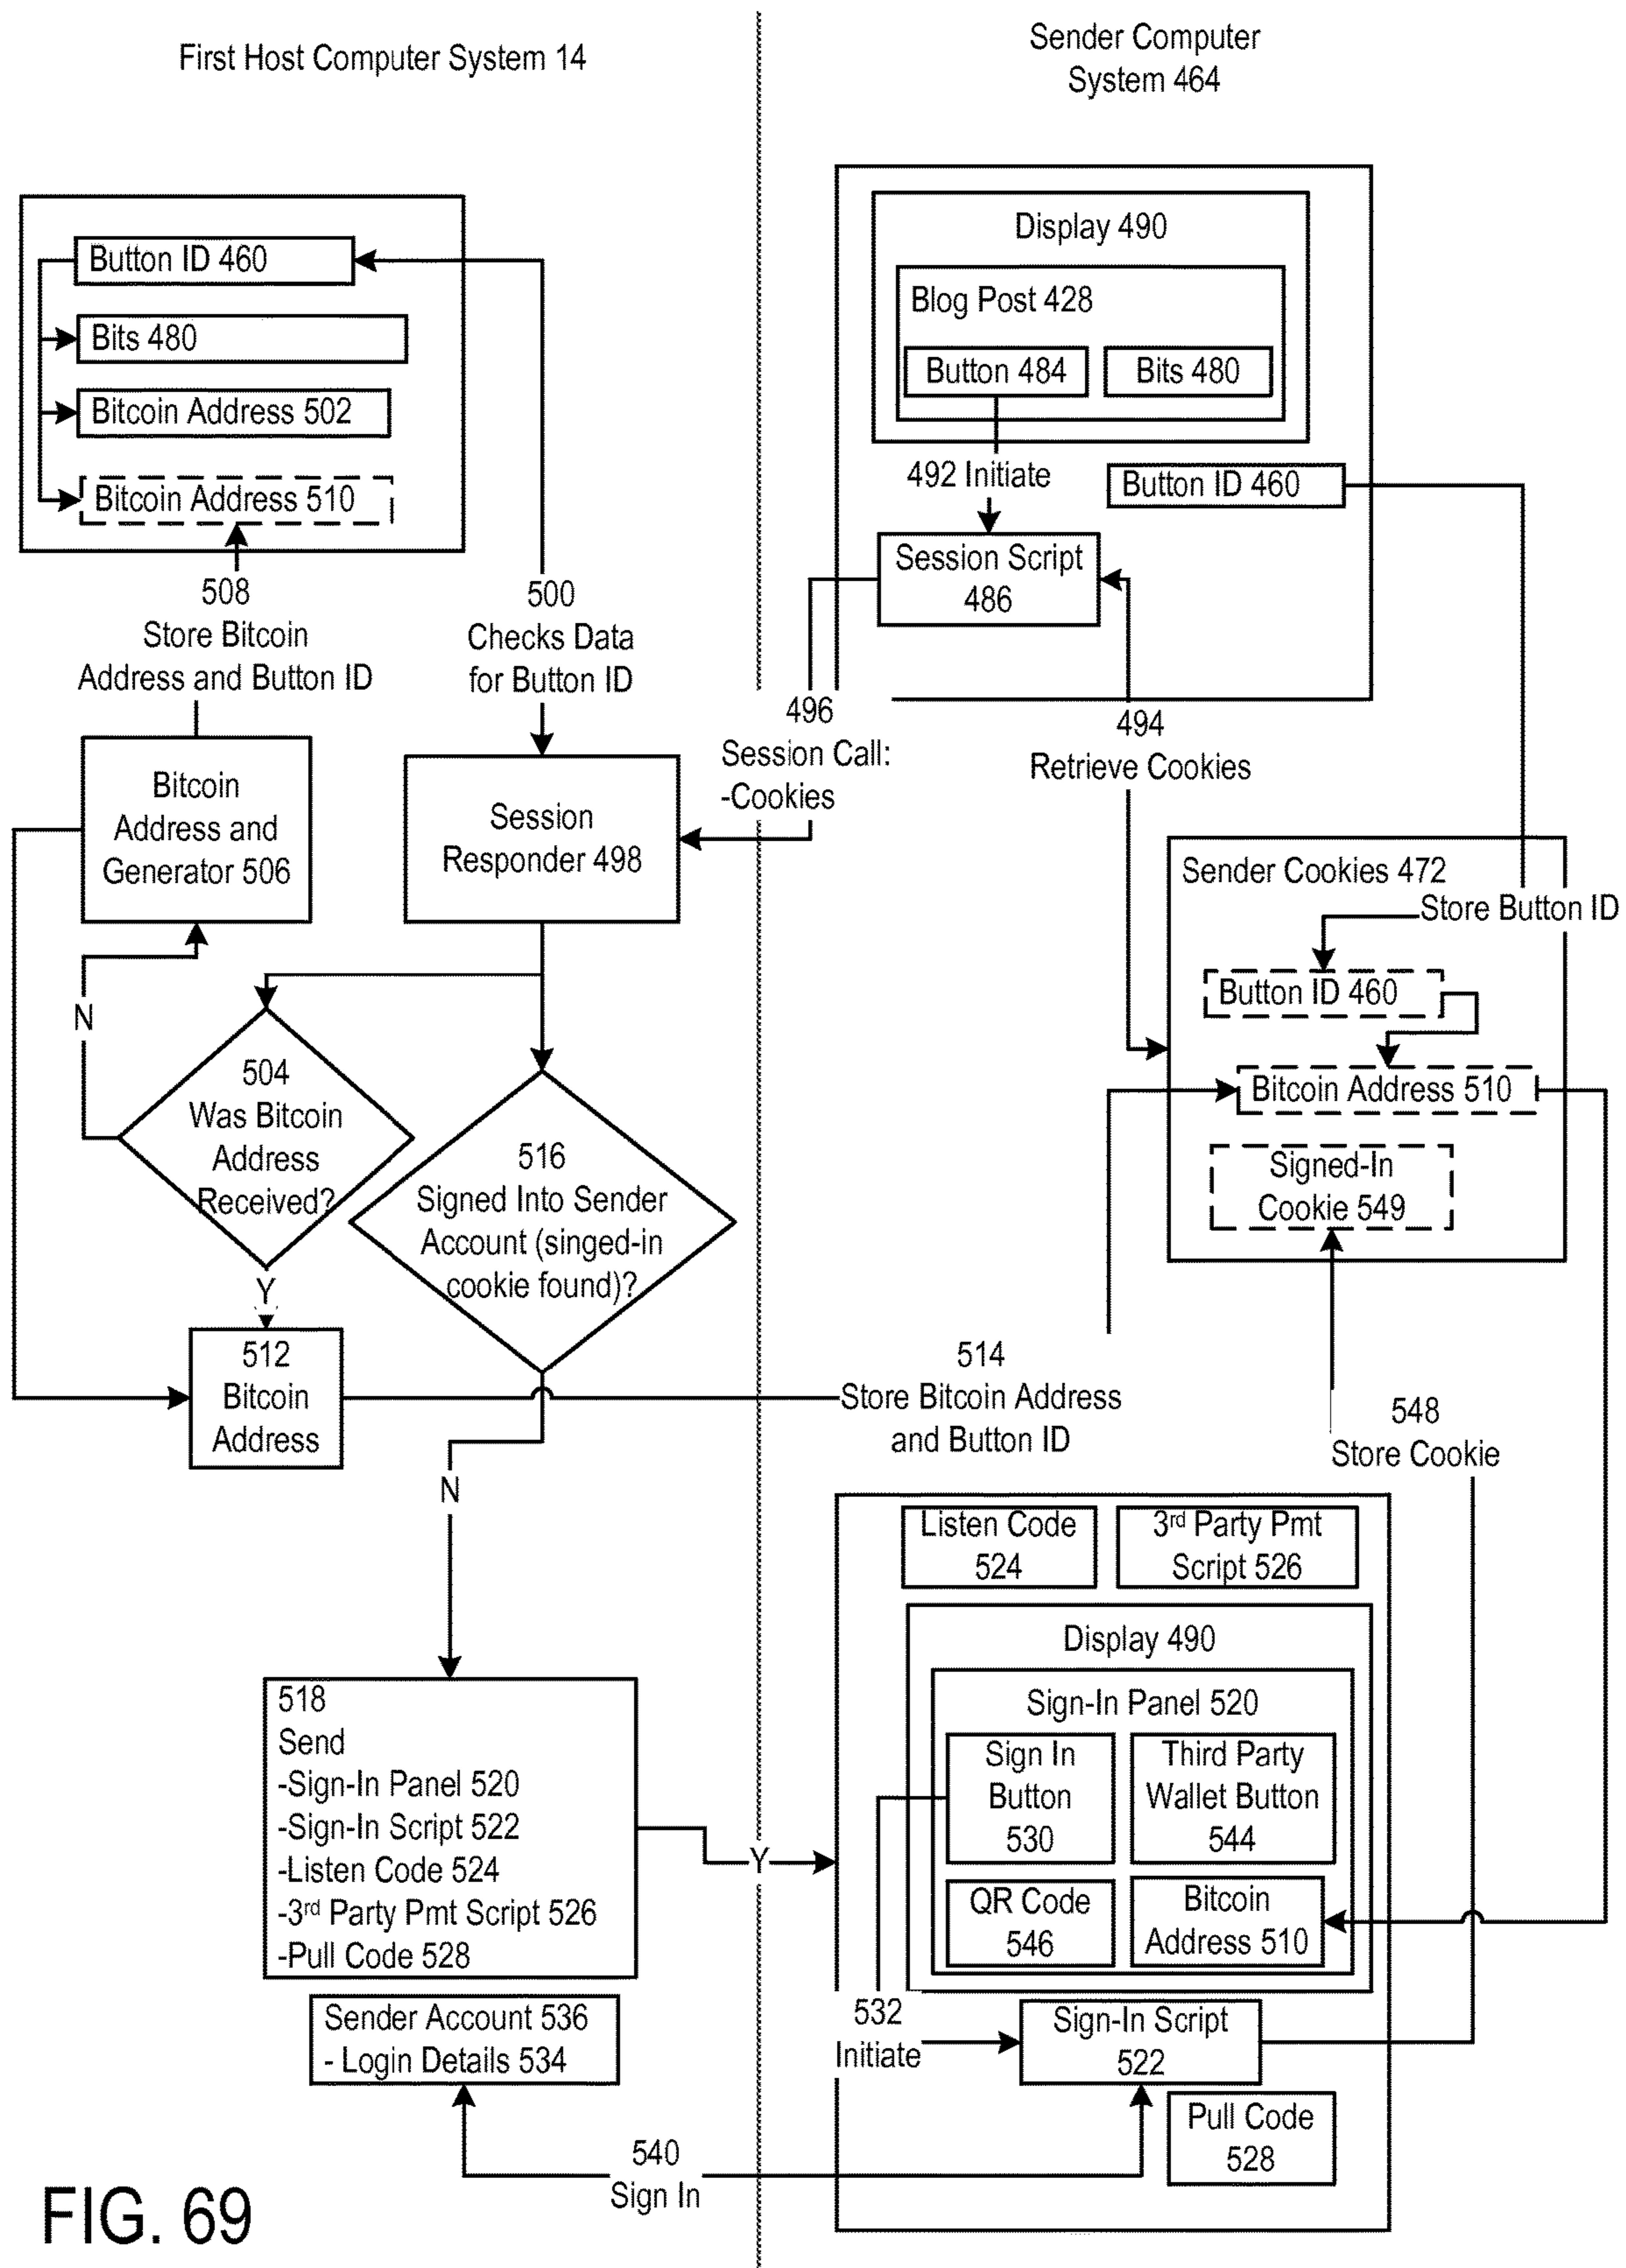 First Host Computer System 14
Sender Computer
System 464
Button ID 460
Bits 480
Bitcoin Address 502
Bitcoin Address 510
508
Store Bitcoin
Address and Button ID
500
Checks Data
for Button ID
Bitcoin
Address and
Generator 506
Session
Responder 498
N
504
Was Bitcoin
Address
Received?
Y
516
Signed Into Sender
Account (singed-in
cookie found)?
512
Bitcoin
Address
N
518
Send
-Sign-In Panel 520
-Sign-In Script 522
-Listen Code 524
-3rd Party Pmt Script 526
-Pull Code 528
Sender Account 536
- Login Details 534
540
Sign In
Display 490
Blog Post 428
Button 484
Bits 480
492 Initiate
Button ID 460
Session Script
486
496
Session Call:
-Cookies
494
Retrieve Cookies
Sender Cookies 472
Store Button ID
Button ID 460
Bitcoin Address 510
Signed-In
Cookie 549
514
Store Bitcoin Address
and Button ID
548
Store Cookie
Y
Listen Code
524
3rd Party Pmt
Script 526
Display 490
Sign-In Panel 520
Sign In
Button
530
Third Party
Wallet Button
544
QR Code
546
Bitcoin
Address 510
532
Initiate
Sign-In Script
522
Pull Code
528
FIG. 69